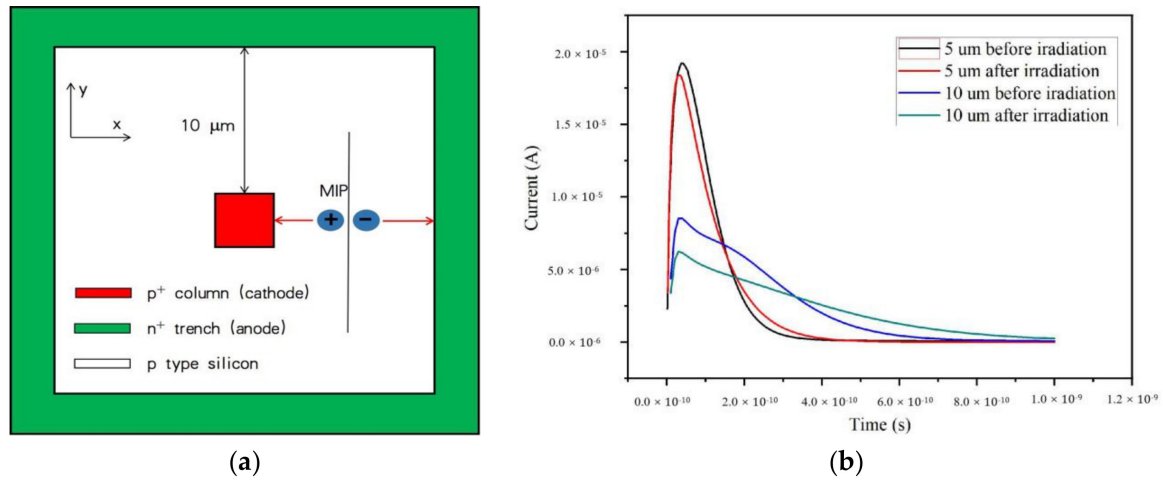 y
x
10 μm
MIP
+
−
p⁺ column (cathode)
n⁺ trench (anode)
p type silicon
(a)
5 um before iradiation
5 um after iradiation
10 um before iradiation
10 um after iradiation
2.0 × 10⁻⁵
1.5 × 10⁻⁵
1.0 × 10⁻⁵
5.0 × 10⁻⁶
0.0 × 10⁻⁶
Current (A)
0.0 × 10⁻¹⁰ 2.0 × 10⁻¹⁰ 4.0 × 10⁻¹⁰ 6.0 × 10⁻¹⁰ 8.0 × 10⁻¹⁰ 1.0 × 10⁻⁹ 1.2 × 10⁻⁹
Time (s)
(b)